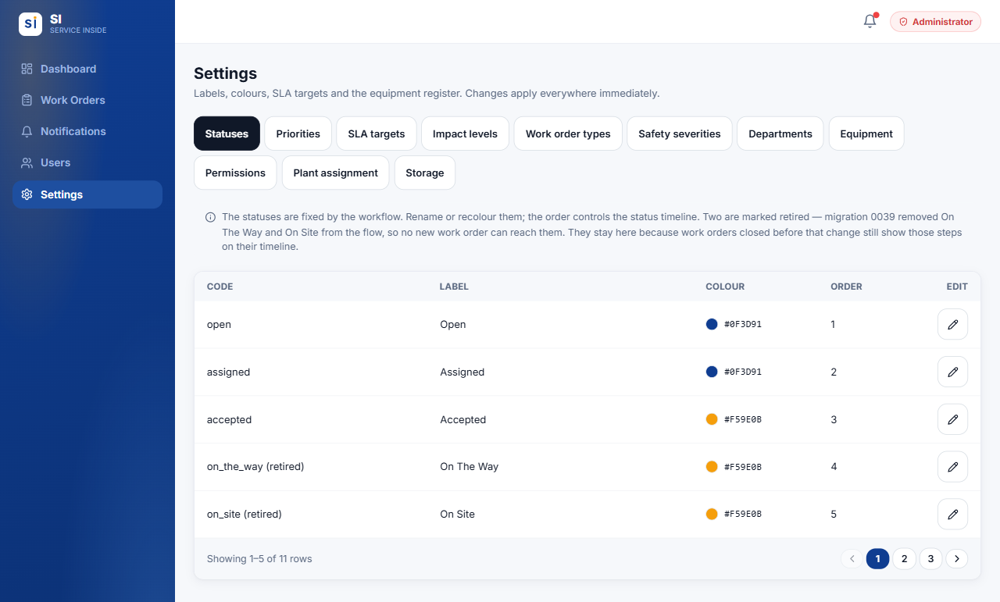 si
SI
SERVICE INSIDE
Dashboard
Work Orders
Notifications
Users
Settings
Administrator
Settings
Labels, colours, SLA targets and the equipment register. Changes apply everywhere immediately.
Statuses Priorities SLA targets Impact levels Work order types Safety severities Departments Equipment
Permissions Plant assignment Storage
The statuses are fixed by the workflow. Rename or recolour them; the order controls the status timeline. Two are marked retired — migration 0039 removed On
The Way and On Site from the flow, so no new work order can reach them. They stay here because work orders closed before that change still show those steps
on their timeline.
CODE LABEL COLOUR ORDER EDIT
open Open #0F3D91 1
assigned Assigned #0F3D91 2
accepted Accepted #F59E0B 3
on_the_way (retired) On The Way #F59E0B 4
on_site (retired) On Site #F59E0B 5
Showing 1–5 of 11 rows 1 2 3